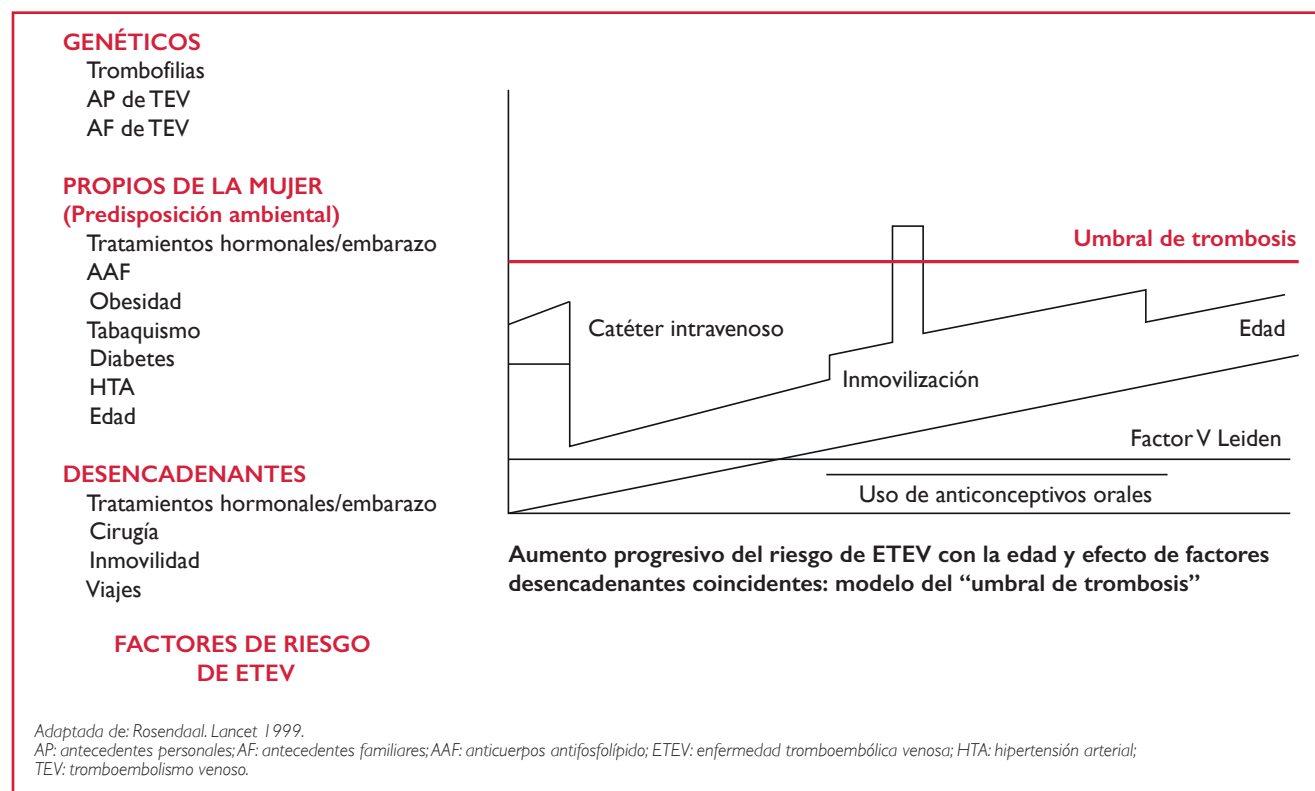 GENÉTICOS
Trombofilias
AP de TEV
AF de TEV
PROPIOS DE LA MUJER
(Predisposición ambiental)
Tratamientos hormonales/embarazo
AAF
Obesidad
Tabaquismo
Diabetes
HTA
Edad
DESENCADENANTES
Tratamientos hormonales/embarazo
Cirugía
Inmovilidad
Viajes
FACTORES DE RIESGO
DE ETEV
Umbral de trombosis
Catéter intravenoso
Edad
Inmovilización
Factor V Leiden
Uso de anticonceptivos orales
Aumento progresivo del riesgo de ETEV con la edad y efecto de factores
desencadenantes coincidentes: modelo del “umbral de trombosis”
Adaptada de: Rosendaal. Lancet 1999.
AP: antecedentes personales; AF: antecedentes familiares; AAF: anticuerpos antifosfolípido; ETEV: enfermedad tromboembólica venosa; HTA: hipertensión arterial;
TEV: tromboembolismo venoso.